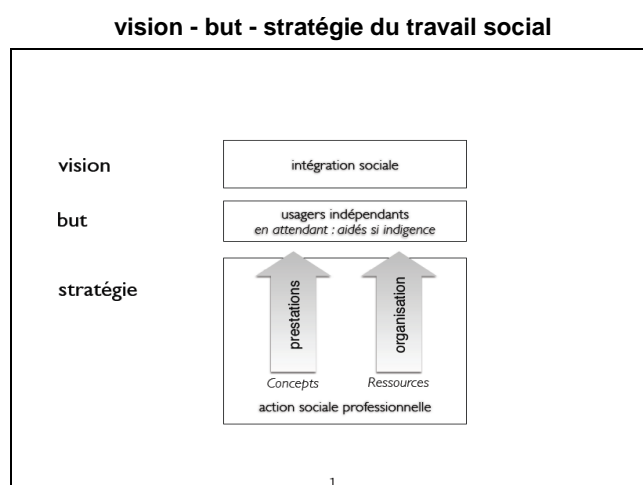 vision - but - stratégie du travail social
vision
intégration sociale
but
usagers indépendants
en attendant : aidés si indigence
stratégie
prestations
organisation
Concepts
Ressources
action sociale professionnelle
1